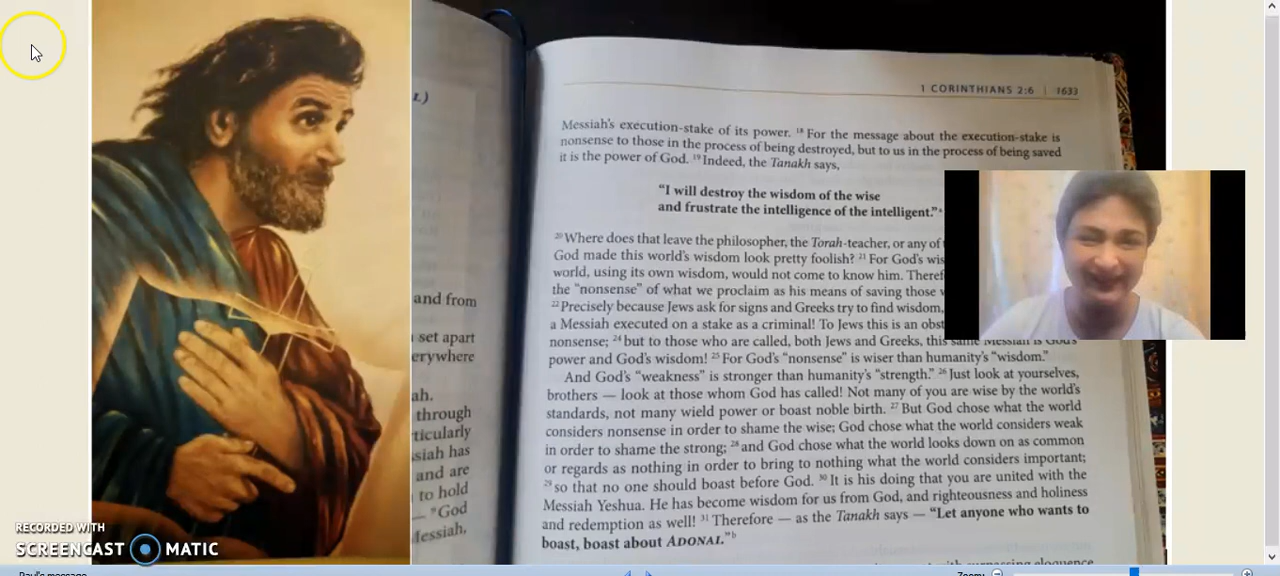 L)
and from
set apart
erywhere
ah.
through
ticularly
siah has
and are
to hold
— "God
Messiah,
1 CORINTHIANS 2:6 | 1633
Messiah's execution-stake of its power. 18 For the message about the execution-stake is
nonsense to those in the process of being destroyed, but to us in the process of being saved
it is the power of God. 19 Indeed, the Tanakh says,
"I will destroy the wisdom of the wise
and frustrate the intelligence of the intelligent."a
20 Where does that leave the philosopher, the Torah-teacher, or any of
God made this world's wisdom look pretty foolish? 21 For God's wis
world, using its own wisdom, would not come to know him. Theref
the "nonsense" of what we proclaim as his means of saving those
22 Precisely because Jews ask for signs and Greeks try to find wisdom,
a Messiah executed on a stake as a criminal! To Jews this is an obst
nonsense; 24 but to those who are called, both Jews and Greeks, this same Messiah is God's
power and God's wisdom! 25 For God's "nonsense" is wiser than humanity's "wisdom."
And God's "weakness" is stronger than humanity's "strength." 26 Just look at yourselves,
brothers — look at those whom God has called! Not many of you are wise by the world's
standards, not many wield power or boast noble birth. 27 But God chose what the world
considers nonsense in order to shame the wise; God chose what the world considers weak
in order to shame the strong; 28 and God chose what the world looks down on as common
or regards as nothing in order to bring to nothing what the world considers important;
29 so that no one should boast before God. 30 It is his doing that you are united with the
Messiah Yeshua. He has become wisdom for us from God, and righteousness and holiness
and redemption as well! 31 Therefore — as the Tanakh says — "Let anyone who wants to
boast, boast about ADONAI."b
surpassing eloquence
RECORDED WITH
SCREENCAST MATIC
Paul's message
Zoom: